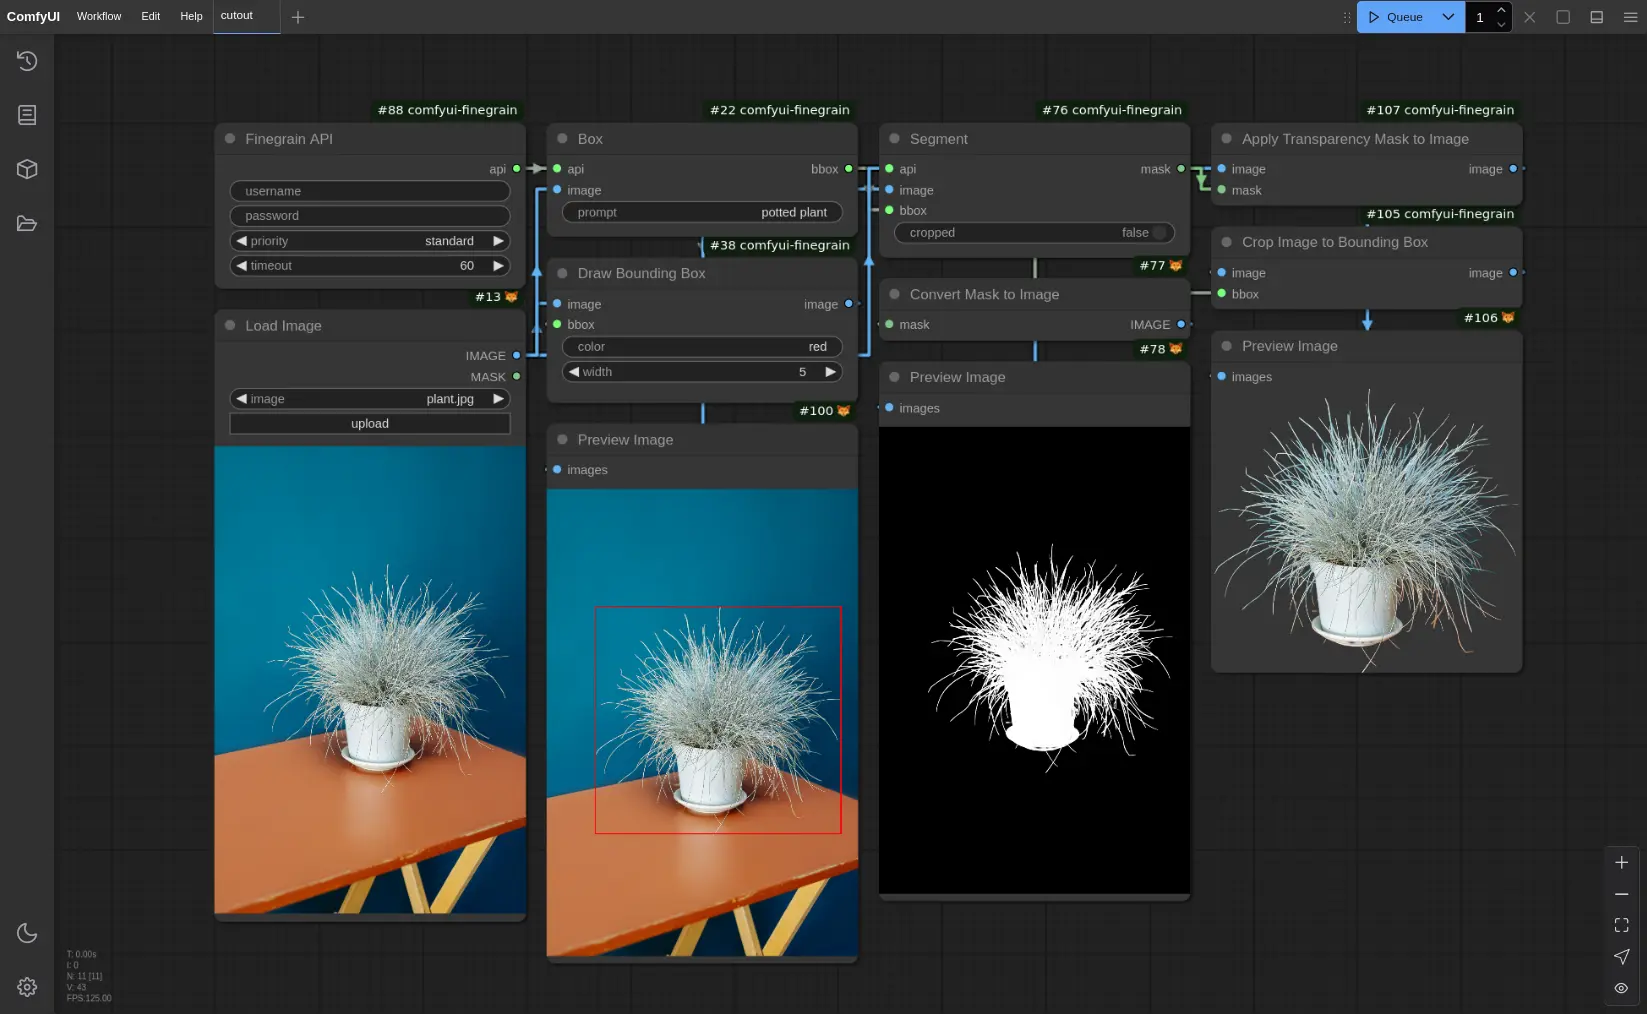 ComfyUI Workflow Edit Help cutout
Queue 1
#88 comfyui-finegrain
Finegrain API
api
username
password
priority standard
timeout 60
#13
Load Image
IMAGE
MASK
image plant.jpg
upload
#22 comfyui-finegrain
Box
api bbox
image
prompt potted plant
#38 comfyui-finegrain
Draw Bounding Box
image image
bbox
color red
width 5
#100
Preview Image
images
#76 comfyui-finegrain
Segment
api mask
image
bbox
cropped false
#77
Convert Mask to Image
mask IMAGE
#78
Preview Image
images
#107 comfyui-finegrain
Apply Transparency Mask to Image
image image
mask
#105 comfyui-finegrain
Crop Image to Bounding Box
image image
bbox
#106
Preview Image
images
T: 0.00s
I: 0
N: 11 [11]
V: 43
FPS:125.00